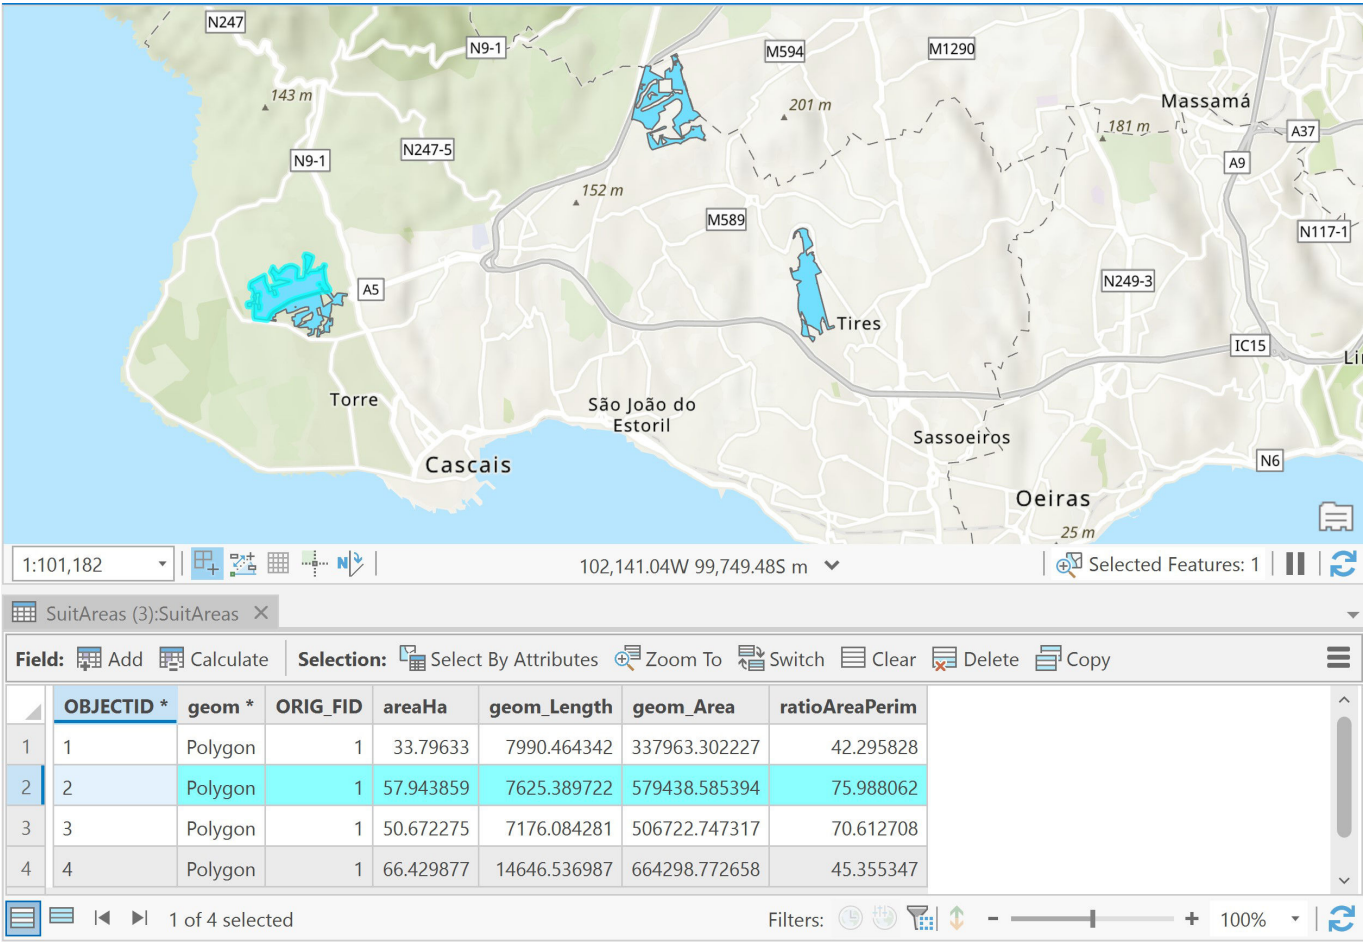 N247
N9-1
M594
M1290
143 m
201 m
Massamá
181 m
A37
N247-5
N9-1
A9
152 m
M589
N117-1
A5
N249-3
Tires
IC15
Li
Torre
São João do
Estoril
Sassoeiros
Cascais
N6
Oeiras
25 m
1:101,182
102,141.04W 99,749.48S m
Selected Features: 1
SuitAreas (3):SuitAreas
Field: Add Calculate Selection: Select By Attributes Zoom To Switch Clear Delete Copy
OBJECTID * geom * ORIG_FID areaHa geom_Length geom_Area ratioAreaPerim
1 1 Polygon 1 33.79633 7990.464342 337963.302227 42.295828
2 2 Polygon 1 57.943859 7625.389722 579438.585394 75.988062
3 3 Polygon 1 50.672275 7176.084281 506722.747317 70.612708
4 4 Polygon 1 66.429877 14646.536987 664298.772658 45.355347
1 of 4 selected
Filters:
- + 100%